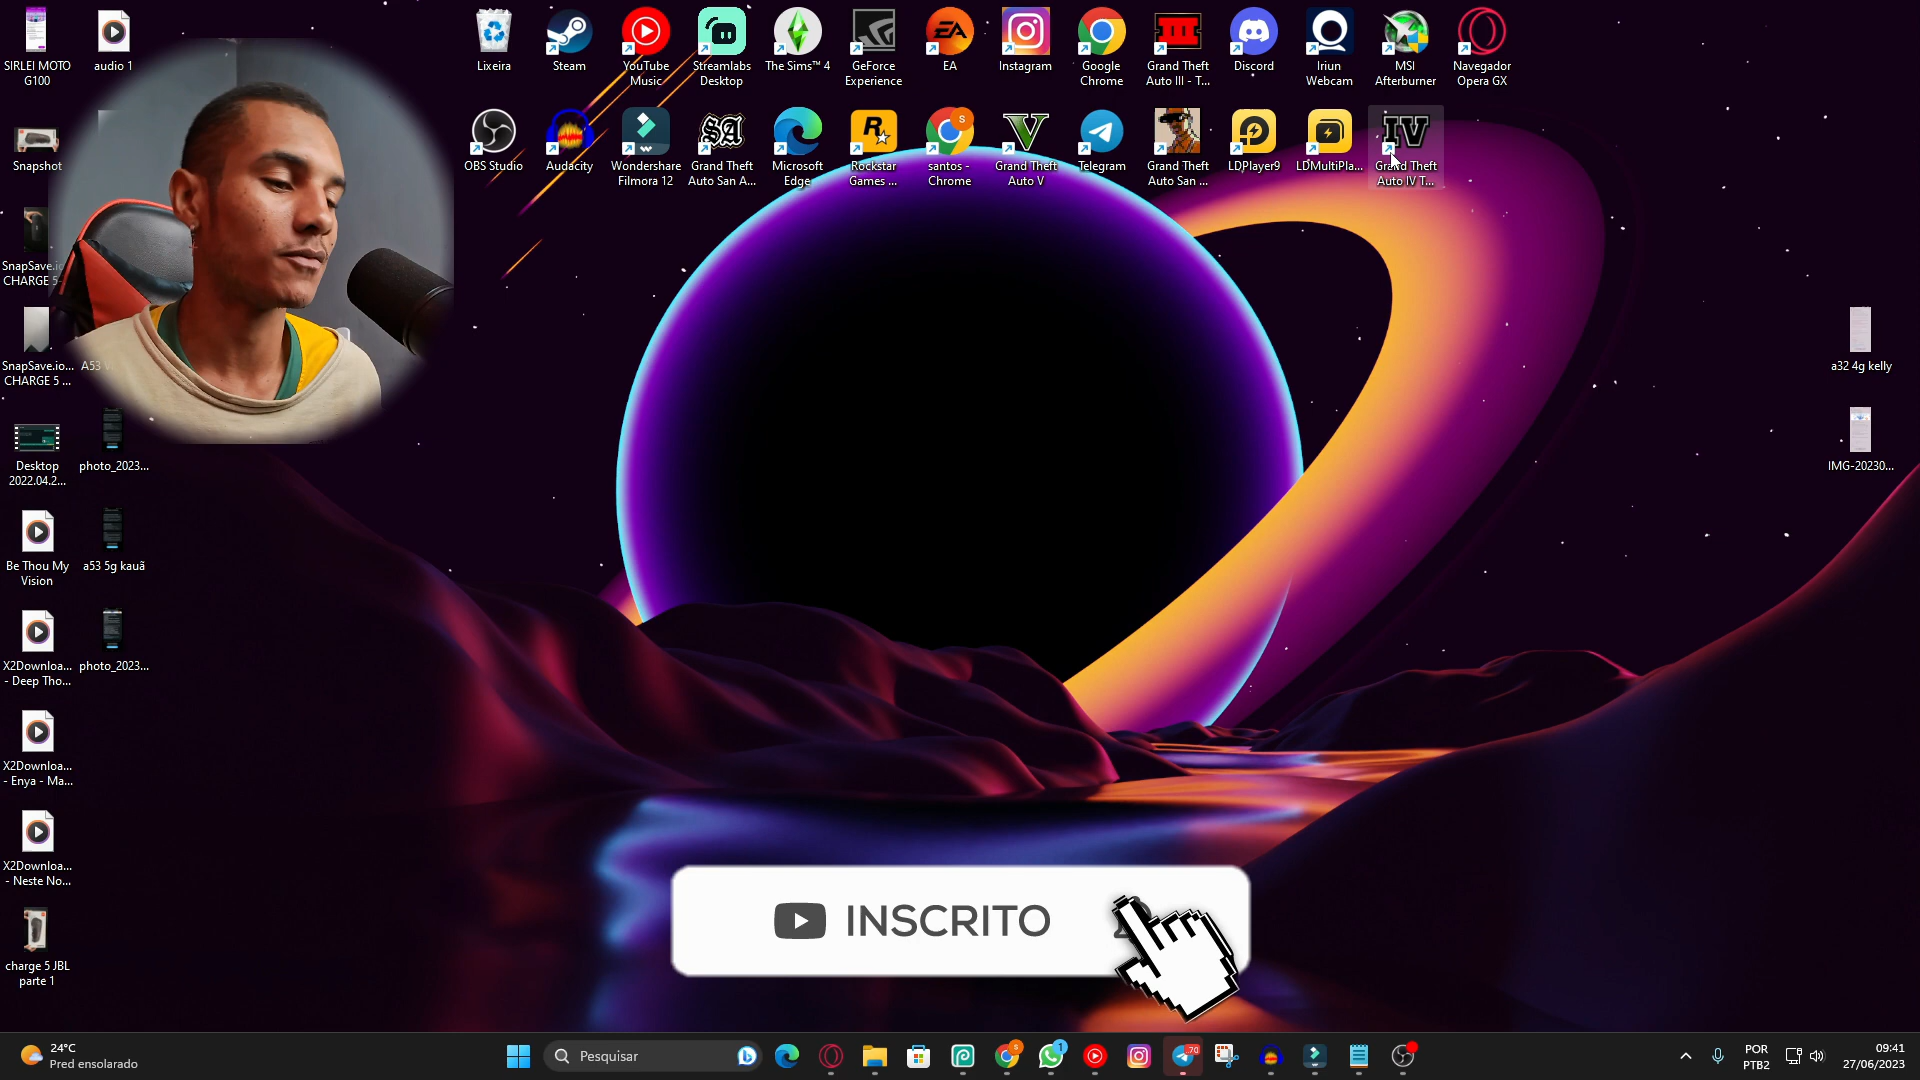 SIRLEI MOTO
G100
audio 1
Lixeira
Steam
YouTube
Music
Streamlabs
Desktop
The Sims™ 4
GeForce
Experience
EA
Instagram
Google
Chrome
Grand Theft
Auto III - T...
Discord
Iriun
Webcam
MSI
Afterburner
Navegador
Opera GX
Snapshot
OBS Studio
Audacity
Wondershare
Filmora 12
Grand Theft
Auto San A...
Microsoft
Edge
Rockstar
Games ...
santos -
Chrome
Grand Theft
Auto V
Telegram
Grand Theft
Auto San ...
LDPlayer9
LDMultiPla...
Grand Theft
Auto IV T...
SnapSave.io
CHARGE 5-
SnapSave.io...
CHARGE 5 ...
A53
a32 4g kelly
Desktop
2022.04.2...
photo_2023...
IMG-20230...
Be Thou My
Vision
a53 5g kauã
X2Downloa...
- Deep Tho...
photo_2023...
X2Downloa...
- Enya - Ma...
X2Downloa...
- Neste No...
charge 5 JBL
parte 1
INSCRITO
24°C
Pred ensolarado
Pesquisar
POR
PTB2
09:41
27/06/2023